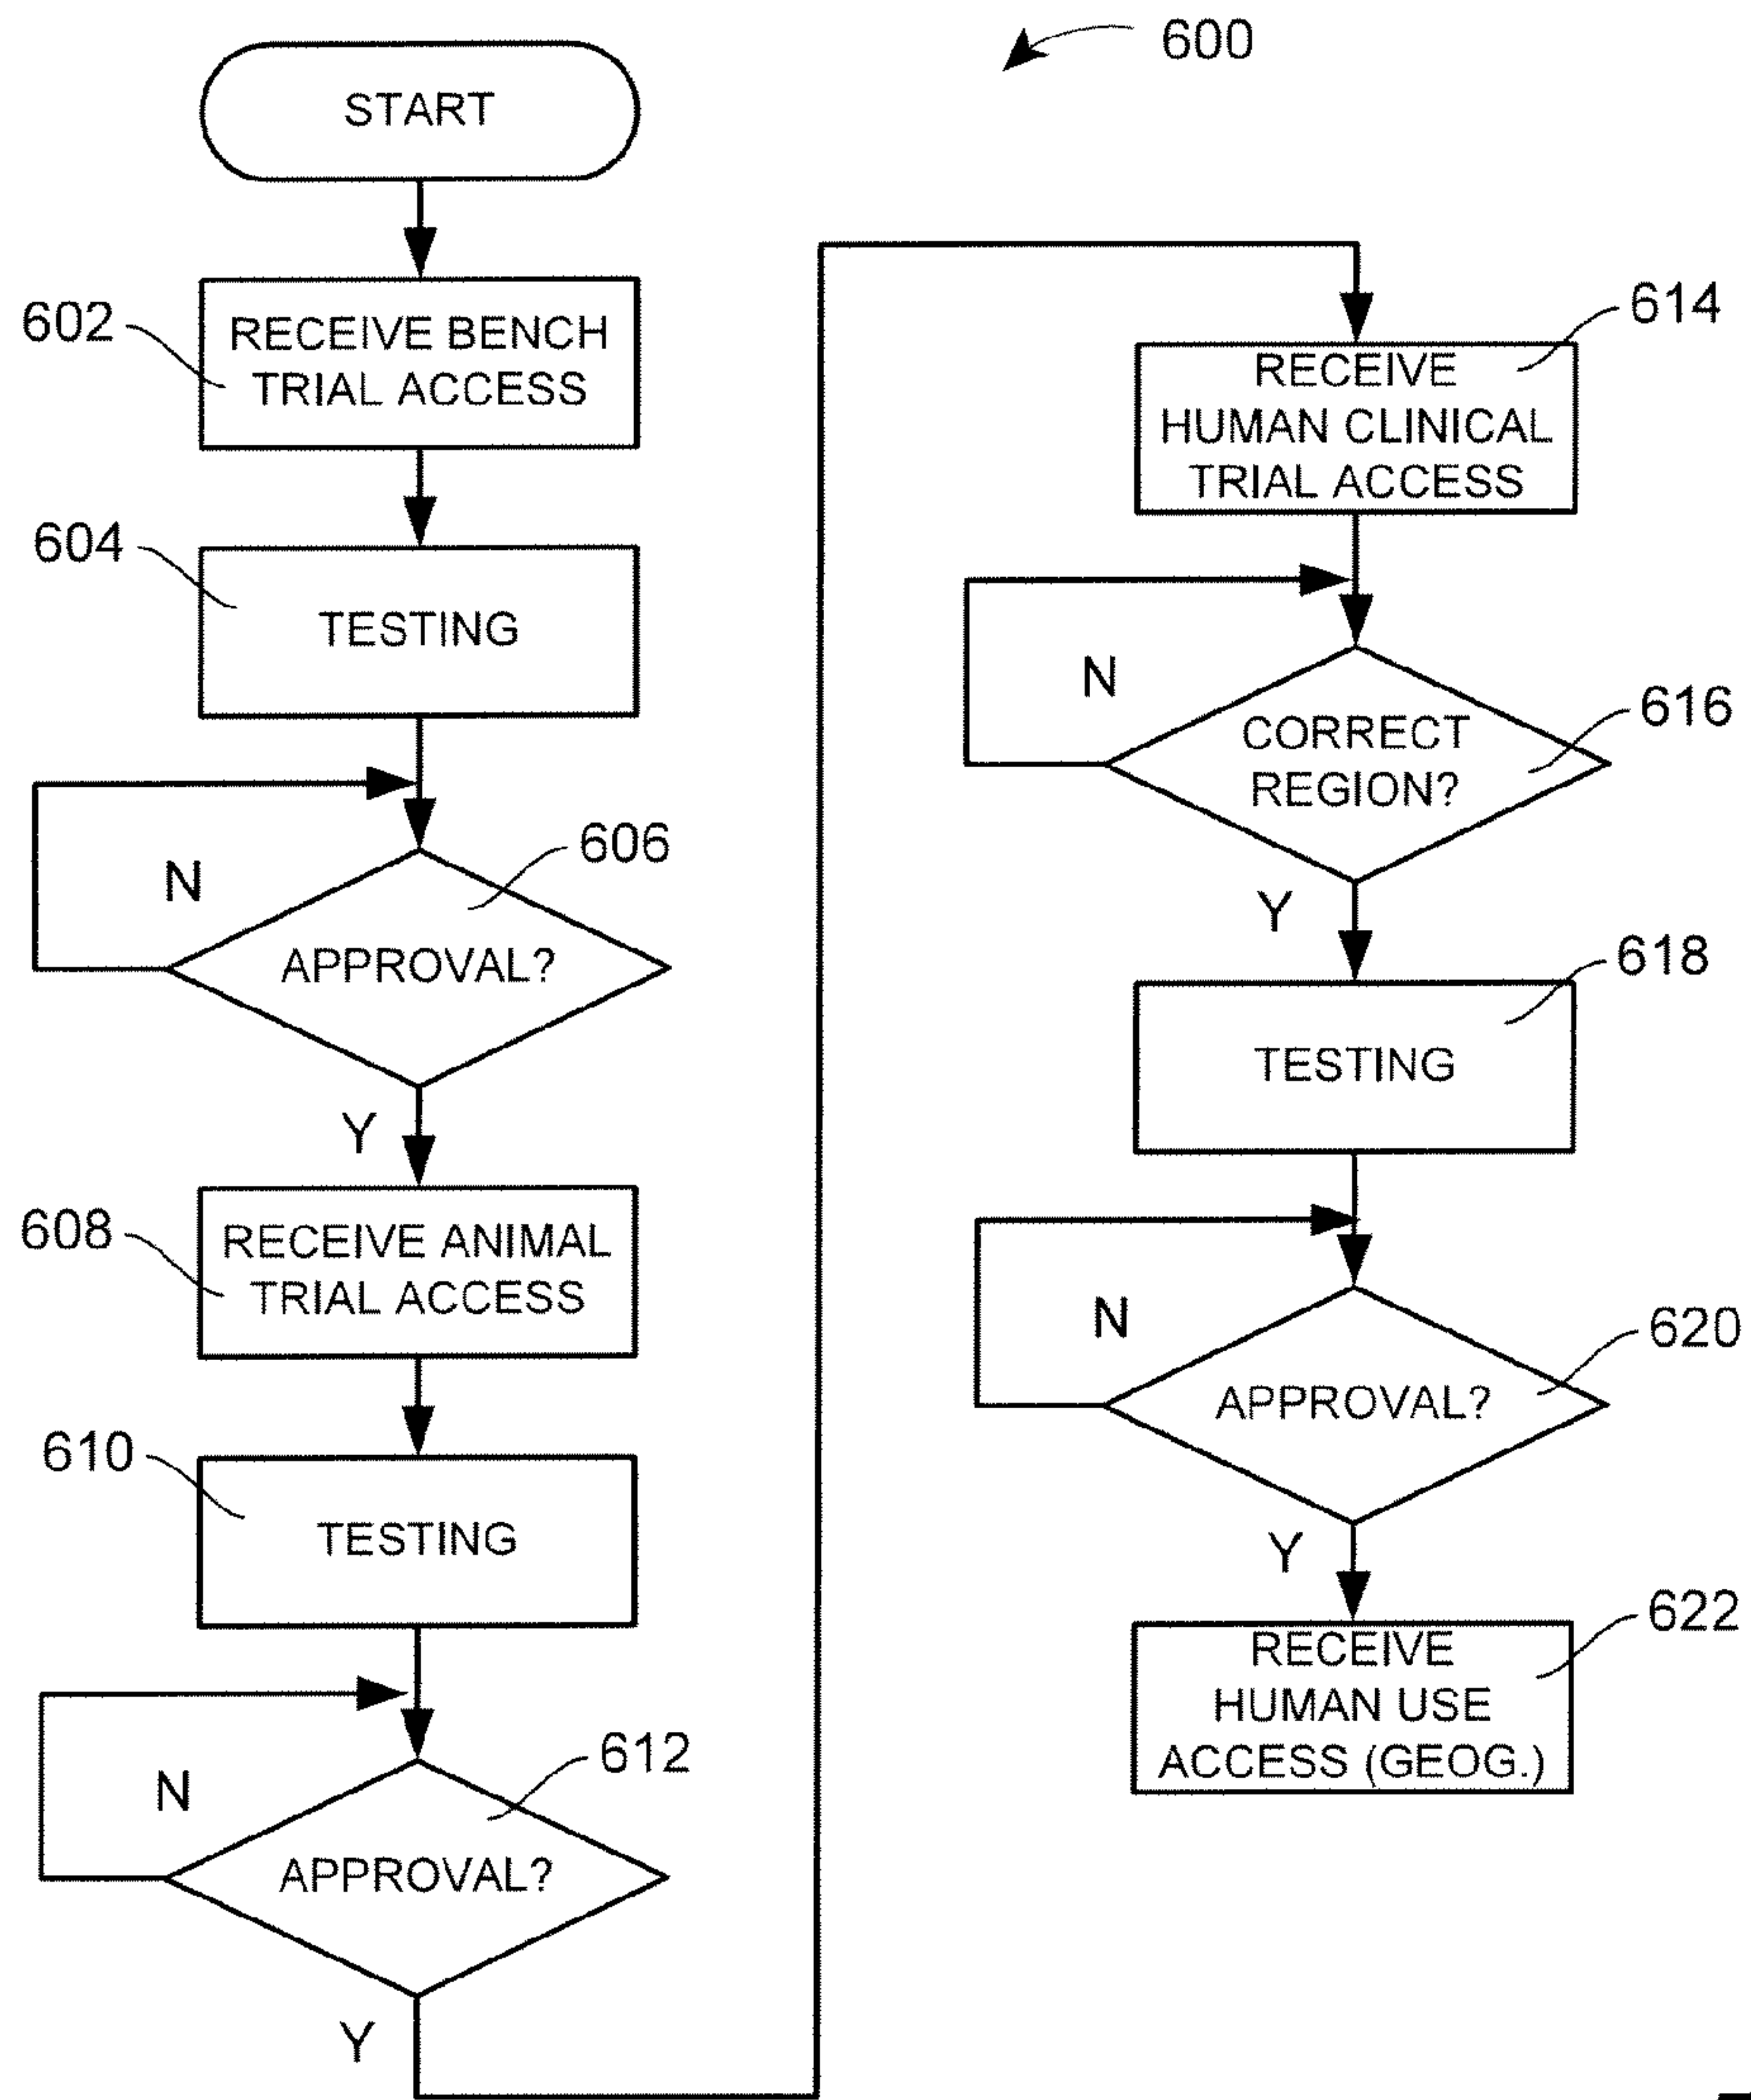 600
START
602
RECEIVE BENCH
TRIAL ACCESS
604
TESTING
606
N
APPROVAL?
Y
608
RECEIVE ANIMAL
TRIAL ACCESS
610
TESTING
612
N
APPROVAL?
Y
614
RECEIVE
HUMAN CLINICAL
TRIAL ACCESS
N
616
CORRECT
REGION?
Y
618
TESTING
N
620
APPROVAL?
Y
622
RECEIVE
HUMAN USE
ACCESS (GEOG.)